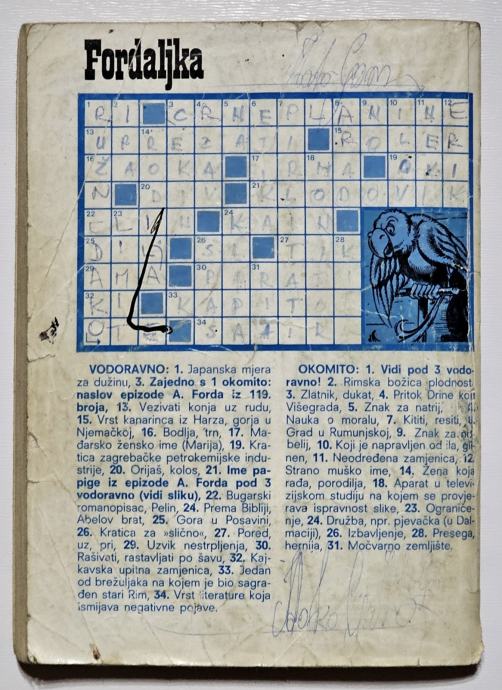 Fordaljka
R I C R N E P L A N I N E
U P R E Z A T I R O L E R
Ž A O K A I R M A O K I
N D I V K L O D O V I K
L I N K A I N
D I S L
A M A P A R A T I
K I K A P I T O
S A T I R
VODORAVNO: 1. Japanska mjera
za dužinu, 3. Zajedno s 1 okomito:
naslov epizode A. Forda iz 119.
broja, 13. Vezivati konja uz rudu,
15. Vrst kanarinca iz Harza, gorja u
Njemačkoj, 16. Bodlja, trn, 17. Ma-
đarsko žensko ime (Marija), 19. Kra-
tica zagrebačke petrokemijske indu-
strije, 20. Orijaš, kolos, 21. Ime pa-
pige iz epizode A. Forda pod 3
vodoravno (vidi sliku), 22. Bugarski
romanopisac, Pelin, 24. Prema Bibliji,
Abelov brat, 25. Gora u Posavini,
26. Kratica za »slično«, 27. Pored,
uz, pri, 29. Uzvik nestrpljenja, 30.
Rašivati, rastavljati po šavu, 32. Kaj-
kavska upitna zamjenica, 33. Jedan
od brežuljaka na kojem je bio sagra-
đen stari Rim, 34. Vrst literature koja
ismijava negativne pojave.
OKOMITO: 1. Vidi pod 3 vodo-
ravno! 2. Rimska božica plodnost
3. Zlatnik, dukat, 4. Pritok Drine kod
Višegrada, 5. Znak za natrij,
Nauka o moralu, 7. Kititi, resiti,
Grad u Rumunjskoj, 9. Znak za
belij, 10. Koji je napravljen od ila, gli-
nen, 11. Neodređena zamjenica, 12.
Strano muško ime, 14. Žena koja
rađa, porodilja, 18. Aparat u televi-
zijskom studiju na kojem se provje-
rava ispravnost slike, 23. Ograniče-
nje, 24. Družba, npr. pjevačka (u Dal-
maciji), 26. Izbavljenje, 28. Presega,
hernija, 31. Močvarno zemljište.